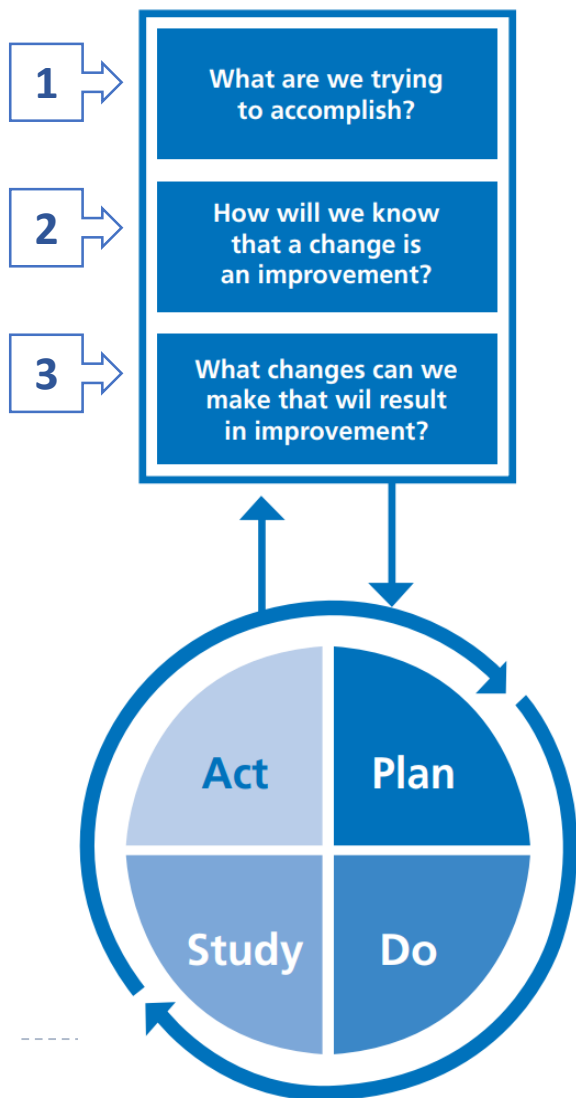 1
What are we trying
to accomplish?
2
How will we know
that a change is
an improvement?
3
What changes can we
make that wil result
in improvement?
Act
Plan
Study
Do